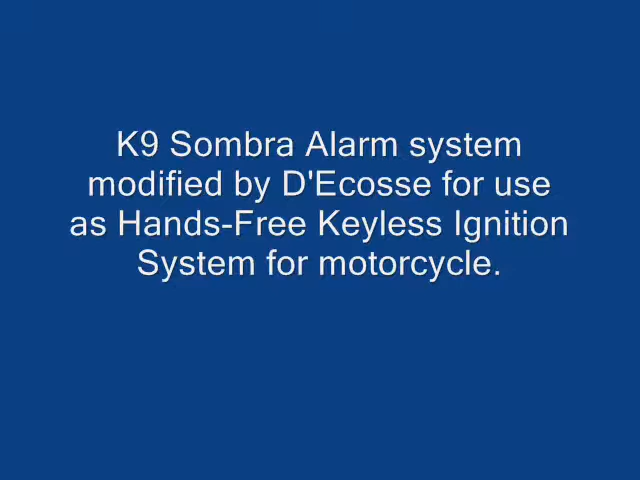 K9 Sombra Alarm system
modified by D'Ecosse for use
as Hands-Free Keyless Ignition
System for motorcycle.